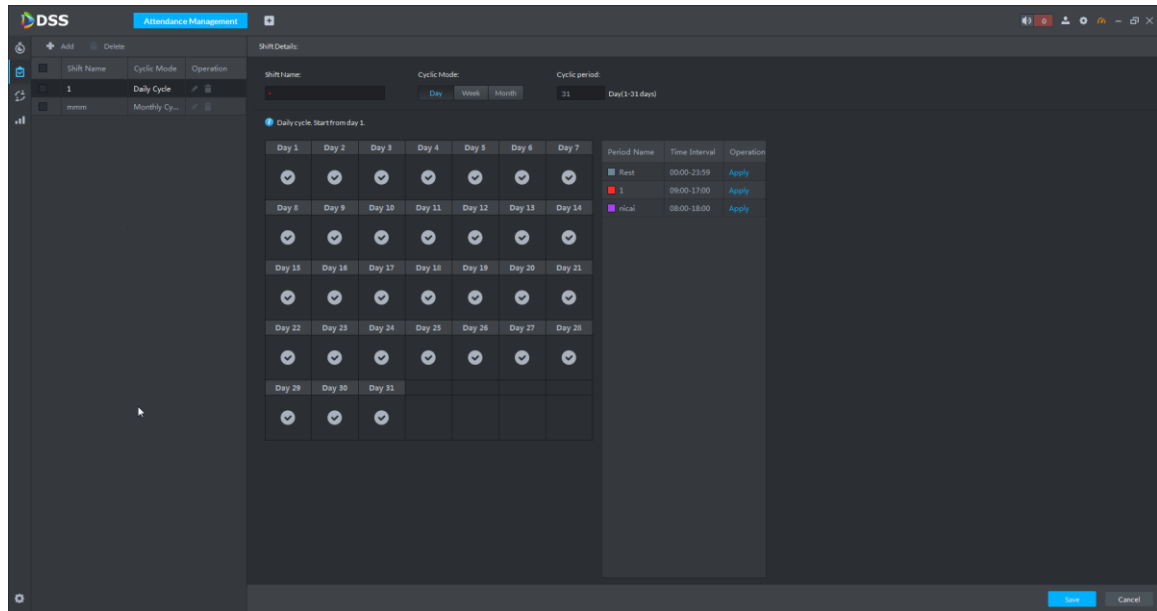 DSS Attendance Management 0
Add Delete
Shift Name Cyclic Mode Operation
1 Daily Cycle
mmm Monthly Cy...
Shift Details:
Shift Name: Cyclic Mode: Cyclic period:
* Day Week Month 31 Day(1-31 days)
Daily cycle. Start from day 1.
Day 1 Day 2 Day 3 Day 4 Day 5 Day 6 Day 7
Day 8 Day 9 Day 10 Day 11 Day 12 Day 13 Day 14
Day 15 Day 16 Day 17 Day 18 Day 19 Day 20 Day 21
Day 22 Day 23 Day 24 Day 25 Day 26 Day 27 Day 28
Day 29 Day 30 Day 31
Period Name Time Interval Operation
Rest 00:00-23:59 Apply
1 09:00-17:00 Apply
nicai 08:00-18:00 Apply
Save Cancel